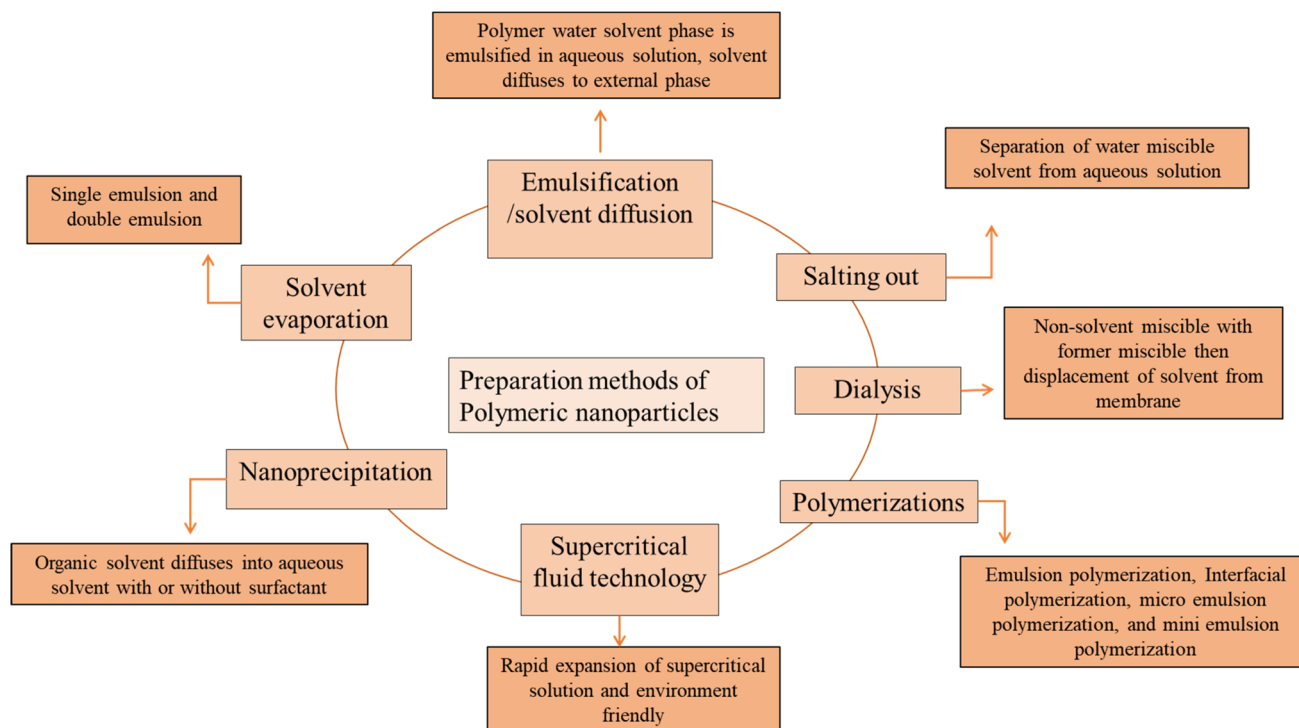 Polymer water solvent phase is
emulsified in aqueous solution, solvent
diffuses to external phase
Emulsification
/solvent diffusion
Separation of water miscible
solvent from aqueous solution
Salting out
Non-solvent miscible with
former miscible then
displacement of solvent from
membrane
Dialysis
Polymerizations
Emulsion polymerization, Interfacial
polymerization, micro emulsion
polymerization, and mini emulsion
polymerization
Supercritical
fluid technology
Rapid expansion of supercritical
solution and environment
friendly
Nanoprecipitation
Organic solvent diffuses into aqueous
solvent with or without surfactant
Solvent
evaporation
Single emulsion and
double emulsion
Preparation methods of
Polymeric nanoparticles